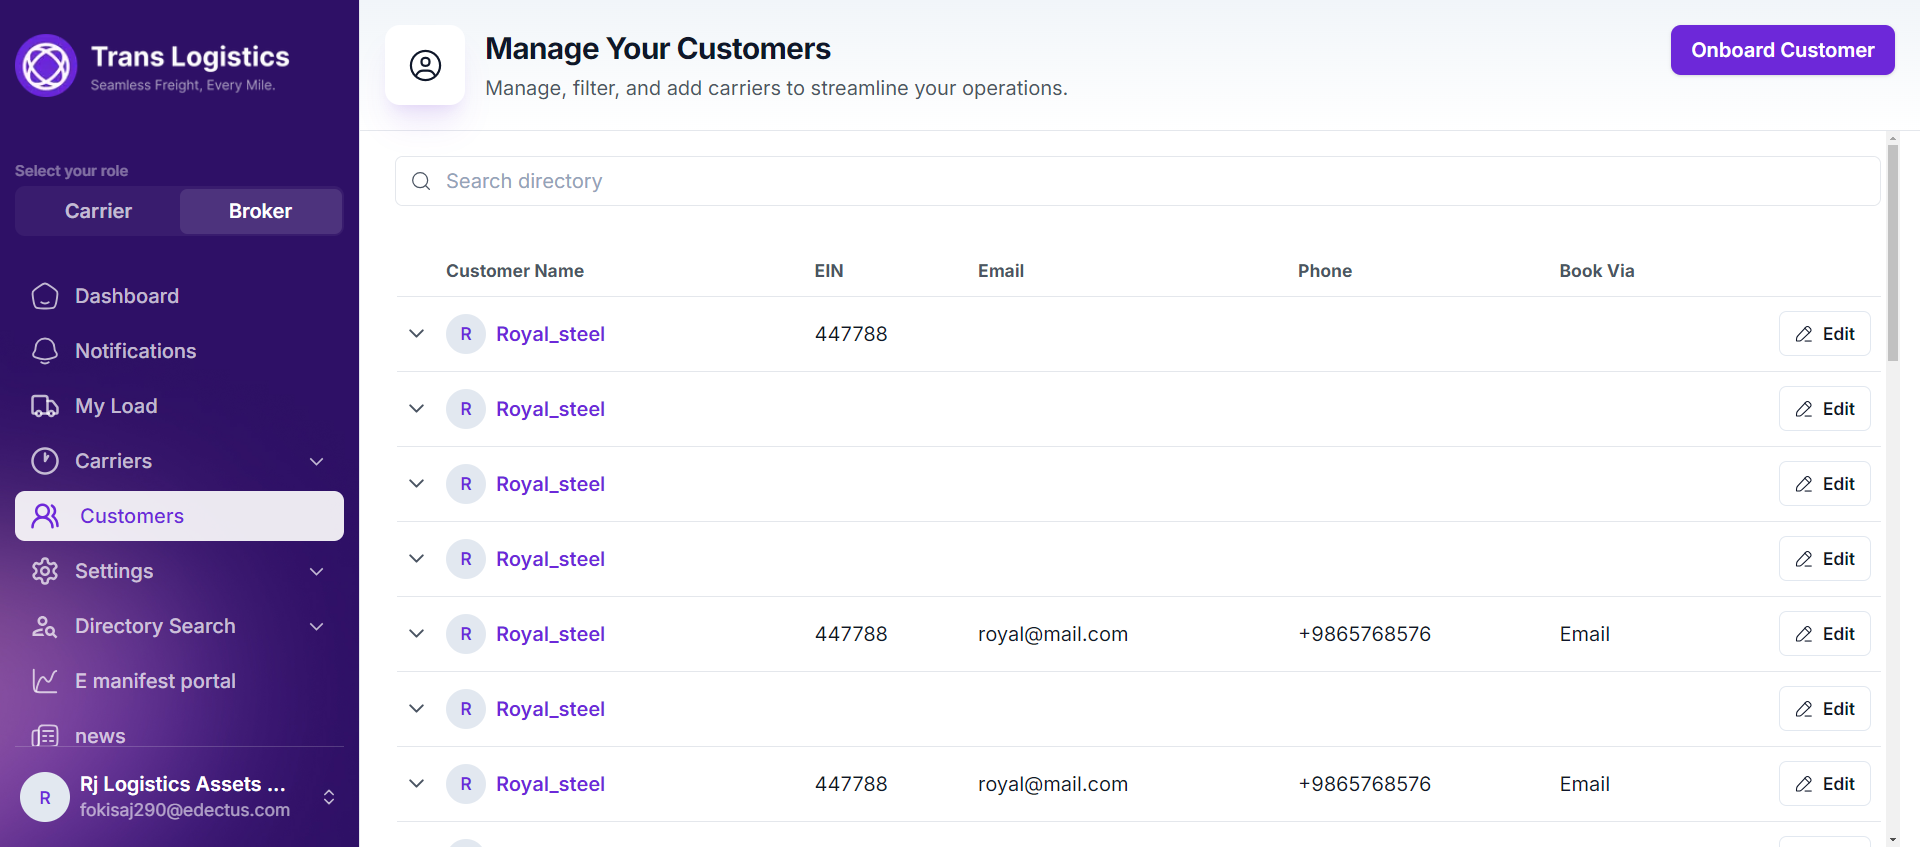 Trans Logistics
Seamless Freight, Every Mile.
Select your role
Carrier Broker
Dashboard
Notifications
My Load
Carriers
Customers
Settings
Directory Search
E manifest portal
news
R
Rj Logistics Assets ...
fokisaj290@edectus.com
Manage Your Customers
Manage, filter, and add carriers to streamline your operations.
Onboard Customer
Search directory
Customer Name EIN Email Phone Book Via
R Royal_steel 447788 Edit
R Royal_steel Edit
R Royal_steel Edit
R Royal_steel Edit
R Royal_steel 447788 royal@mail.com +9865768576 Email Edit
R Royal_steel Edit
R Royal_steel 447788 royal@mail.com +9865768576 Email Edit